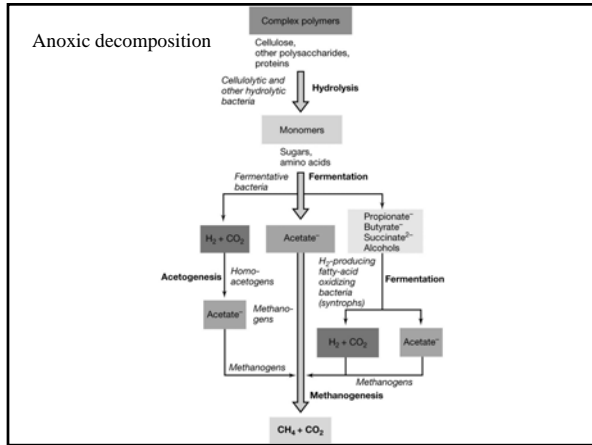 Anoxic decomposition
Complex polymers
Cellulose,
other polysaccharides,
proteins
Cellulolytic and
other hydrolytic
bacteria
Hydrolysis
Monomers
Sugars,
amino acids
Fermentative
bacteria
Fermentation
H₂ + CO₂
Acetate⁻
Propionate⁻
Butyrate⁻
Succinate²⁻
Alcohols
Acetogenesis
Homo-
acetogens
Methano-
gens
H₂-producing
fatty-acid
oxidizing
bacteria
(syntrophs)
Fermentation
Acetate⁻
H₂ + CO₂
Acetate⁻
Methanogens
Methanogens
Methanogenesis
CH₄ + CO₂